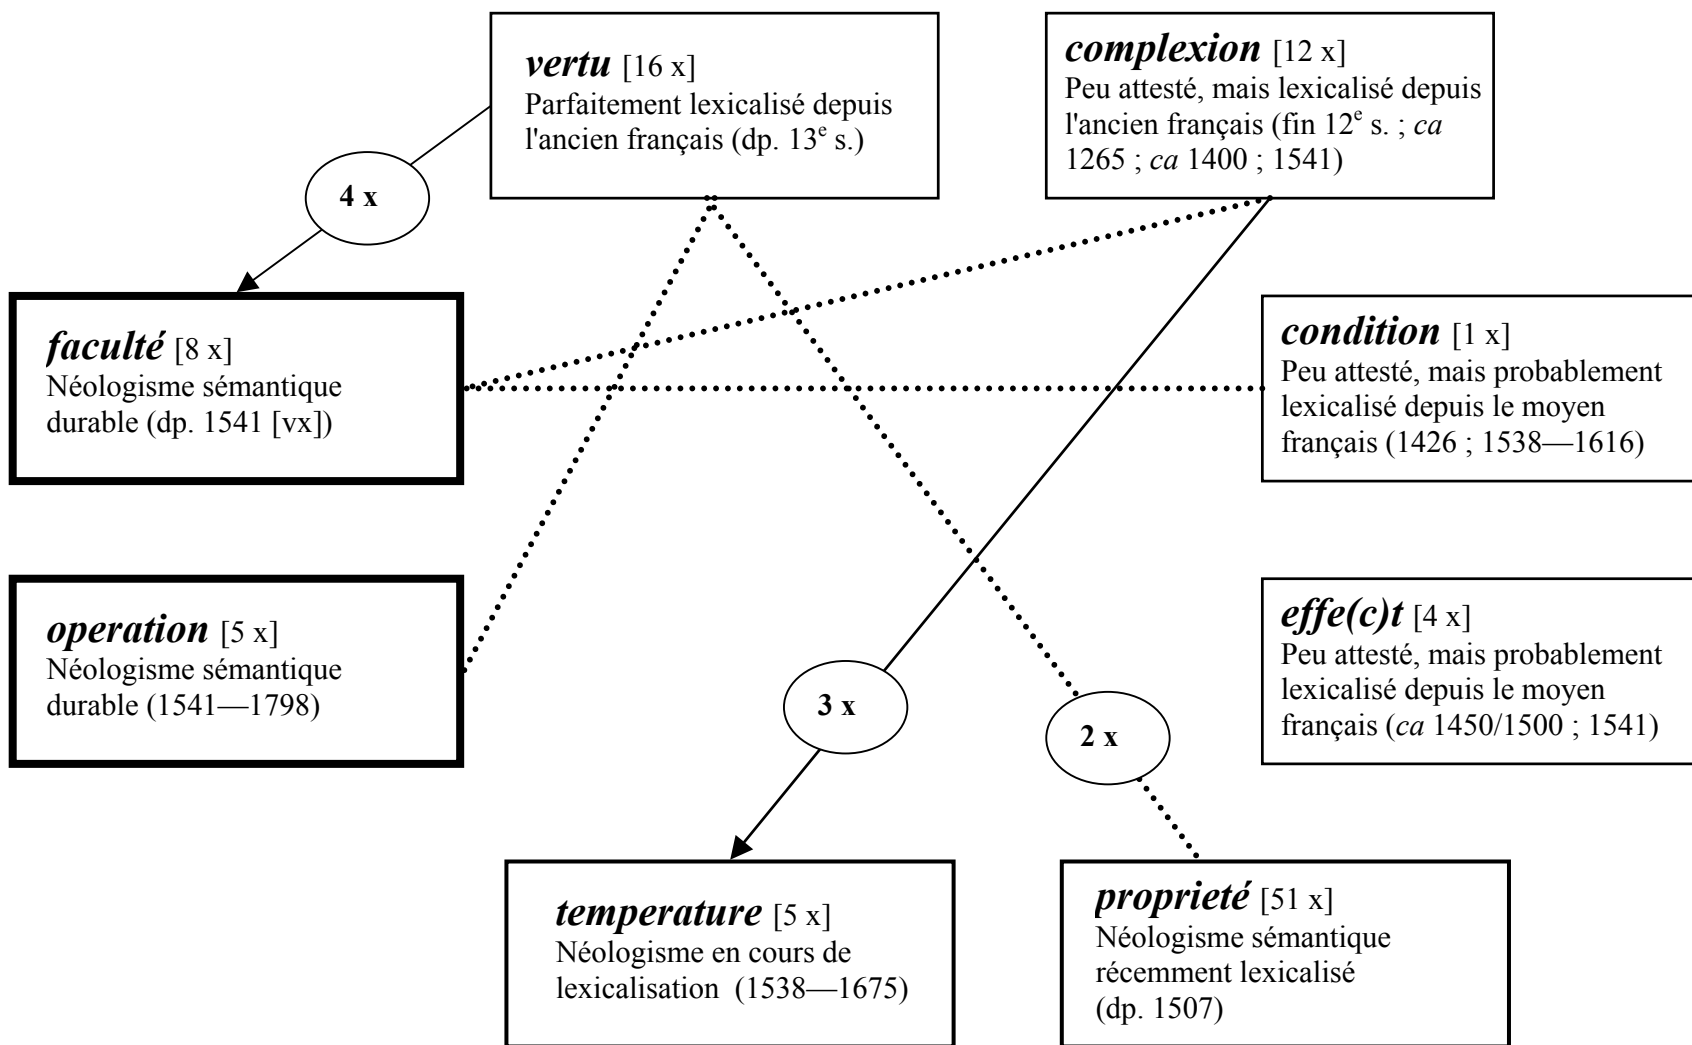 vertu [16 x]
Parfaitement lexicalisé depuis
l'ancien français (dp. 13e s.)
complexion [12 x]
Peu attesté, mais lexicalisé depuis
l'ancien français (fin 12e s. ; ca
1265 ; ca 1400 ; 1541)
4 x
faculté [8 x]
Néologisme sémantique
durable (dp. 1541 [vx])
condition [1 x]
Peu attesté, mais probablement
lexicalisé depuis le moyen
français (1426 ; 1538—1616)
operation [5 x]
Néologisme sémantique
durable (1541—1798)
effe(c)t [4 x]
Peu attesté, mais probablement
lexicalisé depuis le moyen
français (ca 1450/1500 ; 1541)
3 x
2 x
temperature [5 x]
Néologisme en cours de
lexicalisation (1538—1675)
proprieté [51 x]
Néologisme sémantique
récemment lexicalisé
(dp. 1507)